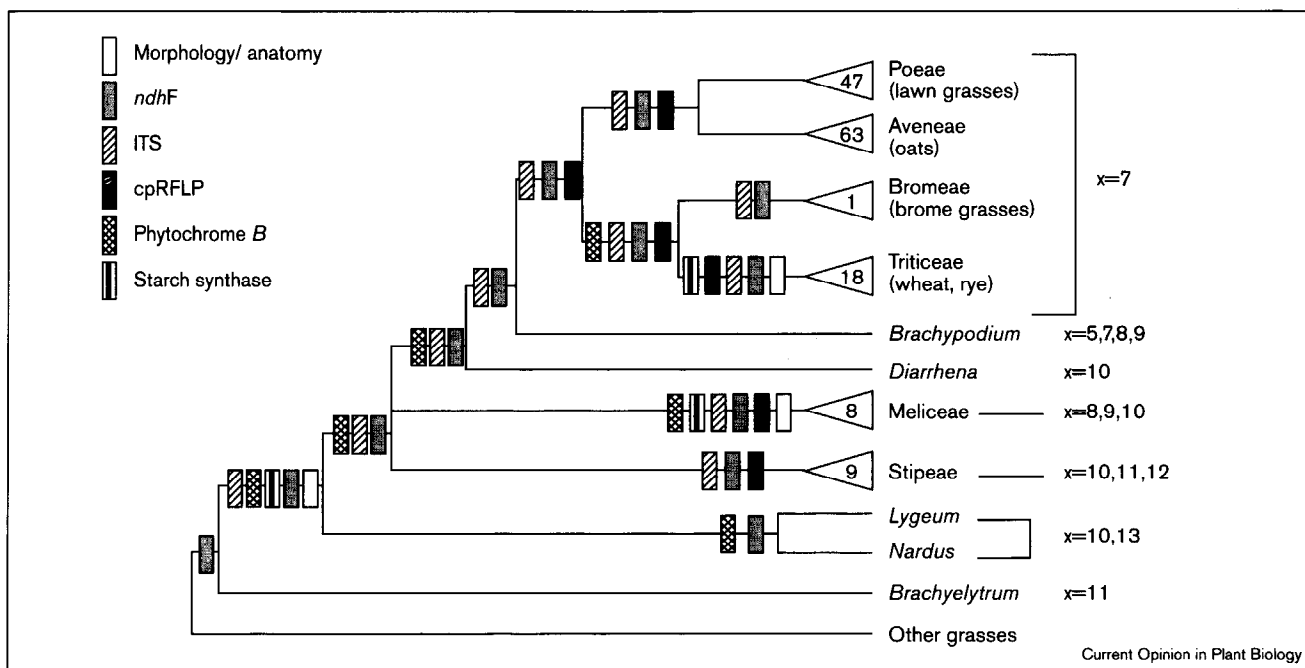 Morphology/ anatomy
ndhF
ITS
cpRFLP
Phytochrome B
Starch synthase
47
Poeae
(lawn grasses)
63
Aveneae
(oats)
1
Bromeae
(brome grasses)
18
Triticeae
(wheat, rye)
x=7
Brachypodium
x=5,7,8,9
Diarrhena
x=10
8
Meliceae
x=8,9,10
9
Stipeae
x=10,11,12
Lygeum
Nardus
x=10,13
Brachyelytrum
x=11
Other grasses
Current Opinion in Plant Biology